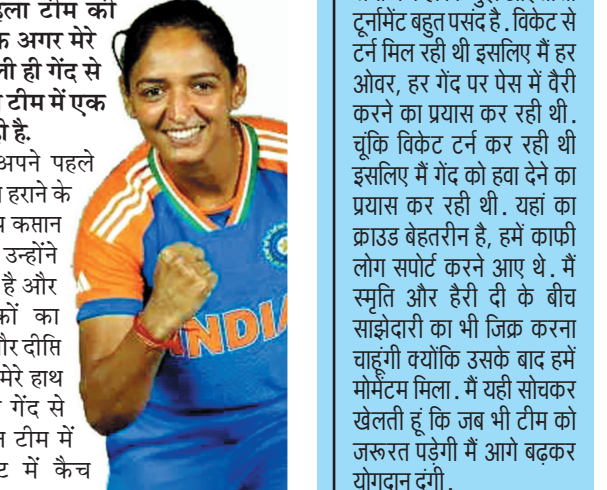 टीम की
अगर मेरे
ही गेंद से
टीम में एक
है.
अपने पहले
हराने के
कप्तान
उन्होंने
है और
का
और दीप्ति
मेरे हाथ
गेंद से
टीम में
में कैच
INDI
टूर्नामेंट बहुत पसंद है. विकेट से
टर्न मिल रही थी इसलिए मैं हर
ओवर, हर गेंद पर पेस में वैरी
करने का प्रयास कर रही थी.
चूंकि विकेट टर्न कर रही थी
इसलिए मैं गेंद को हवा देने का
प्रयास कर रही थी. यहां का
क्राउड बेहतरीन है, हमें काफी
लोग सपोर्ट करने आए थे. मैं
स्मृति और हैरी दी के बीच
साझेदारी का भी जिक्र करना
चाहूंगी क्योंकि उसके बाद हमें
मोमेंटम मिला. मैं यही सोचकर
खेलती हूं कि जब भी टीम को
जरूरत पड़ेगी मैं आगे बढ़कर
योगदान दूंगी.